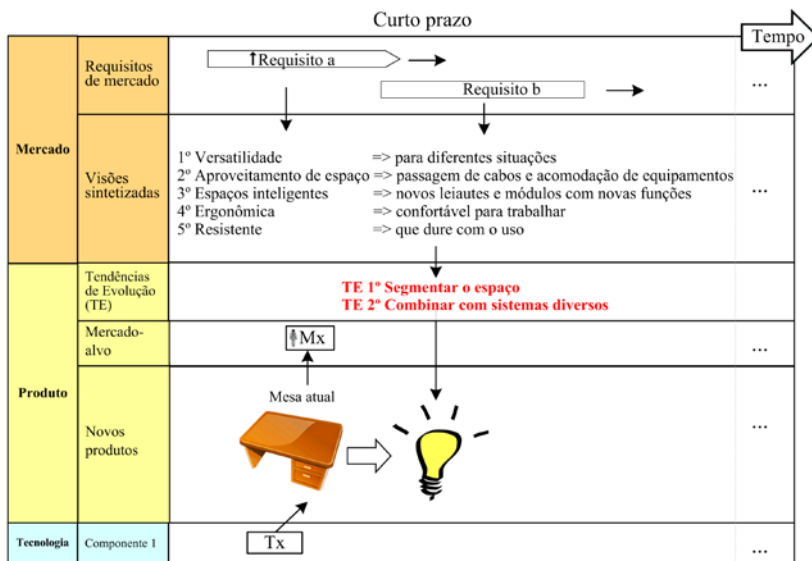 Curto prazo
Tempo
Mercado
Requisitos
de mercado
↑Requisito a
Requisito b
...
Visões
sintetizadas
1º Versatilidade => para diferentes situações
2º Aproveitamento de espaço => passagem de cabos e acomodação de equipamentos
3º Espaços inteligentes => novos leiautes e módulos com novas funções
4º Ergonômica => confortável para trabalhar
5º Resistente => que dure com o uso
...
Produto
Tendências
de Evolução
(TE)
TE 1º Segmentar o espaço
TE 2º Combinar com sistemas diversos
Mercado-
alvo
Mx
...
Novos
produtos
Mesa atual
...
Tecnologia
Componente 1
Tx
...